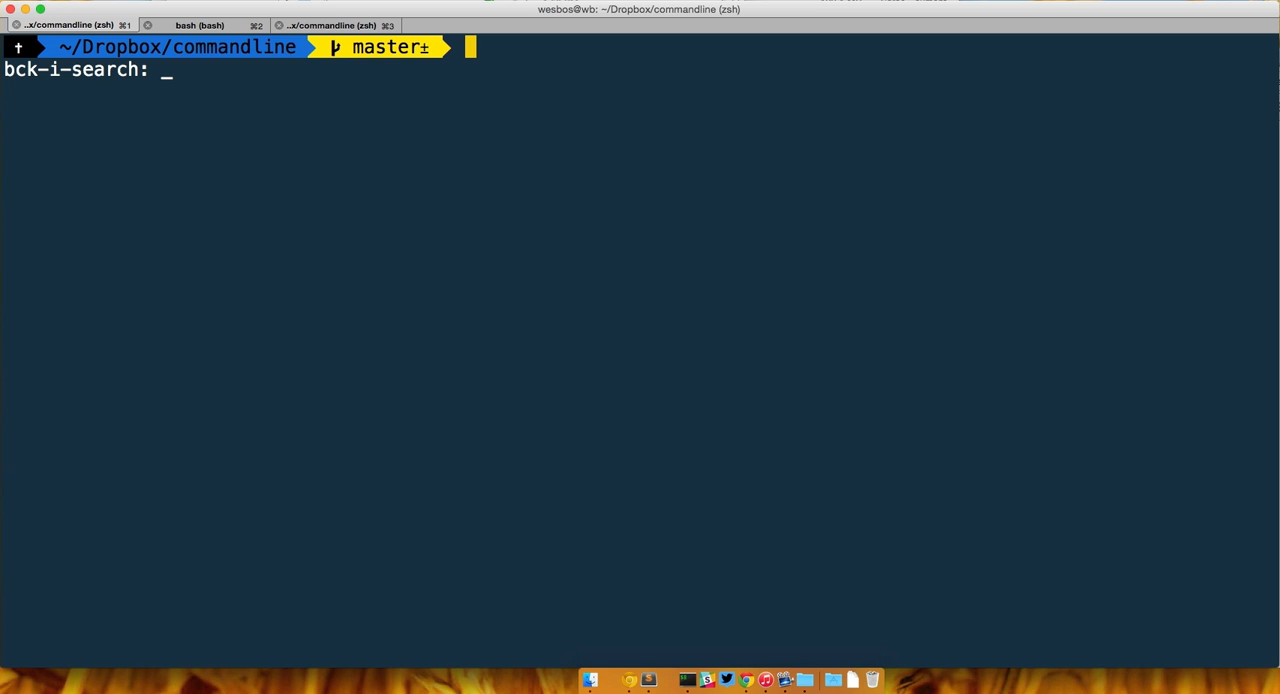 wesbos@wb: ~/Dropbox/commandline (zsh)
..x/commandline (zsh) ⌘1 bash (bash) ⌘2 ..x/commandline (zsh) ⌘3
✝ ~/Dropbox/commandline master±
bck-i-search: _